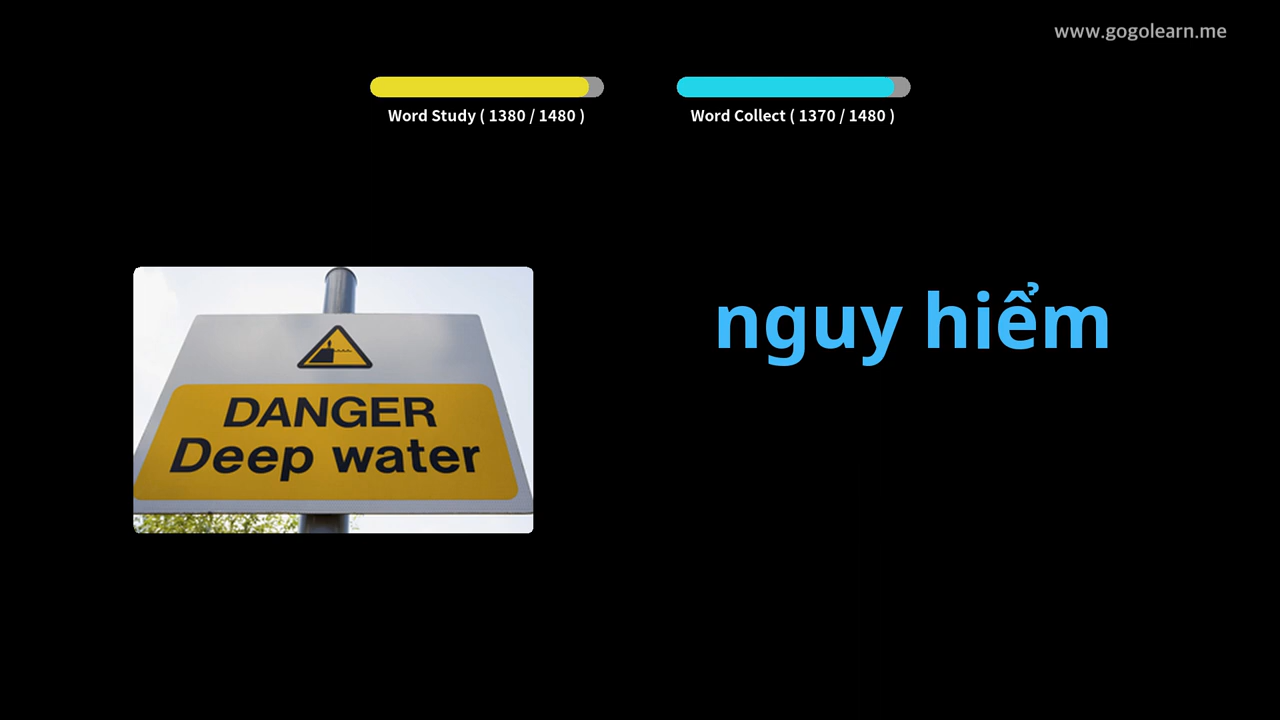 www.gogolearn.me
Word Study ( 1380 / 1480 )
Word Collect ( 1370 / 1480 )
nguy hiểm
DANGER
Deep water